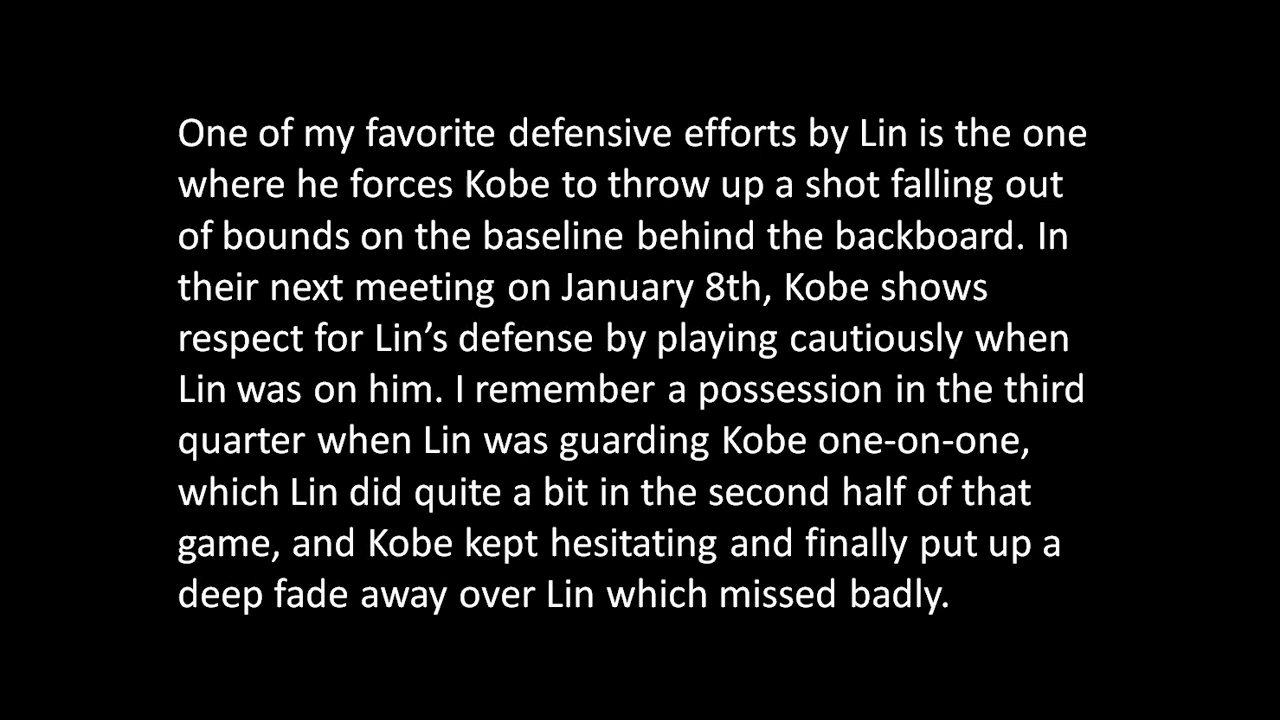 One of my favorite defensive efforts by Lin is the one
where he forces Kobe to throw up a shot falling out
of bounds on the baseline behind the backboard. In
their next meeting on January 8th, Kobe shows
respect for Lin’s defense by playing cautiously when
Lin was on him. I remember a possession in the third
quarter when Lin was guarding Kobe one-on-one,
which Lin did quite a bit in the second half of that
game, and Kobe kept hesitating and finally put up a
deep fade away over Lin which missed badly.